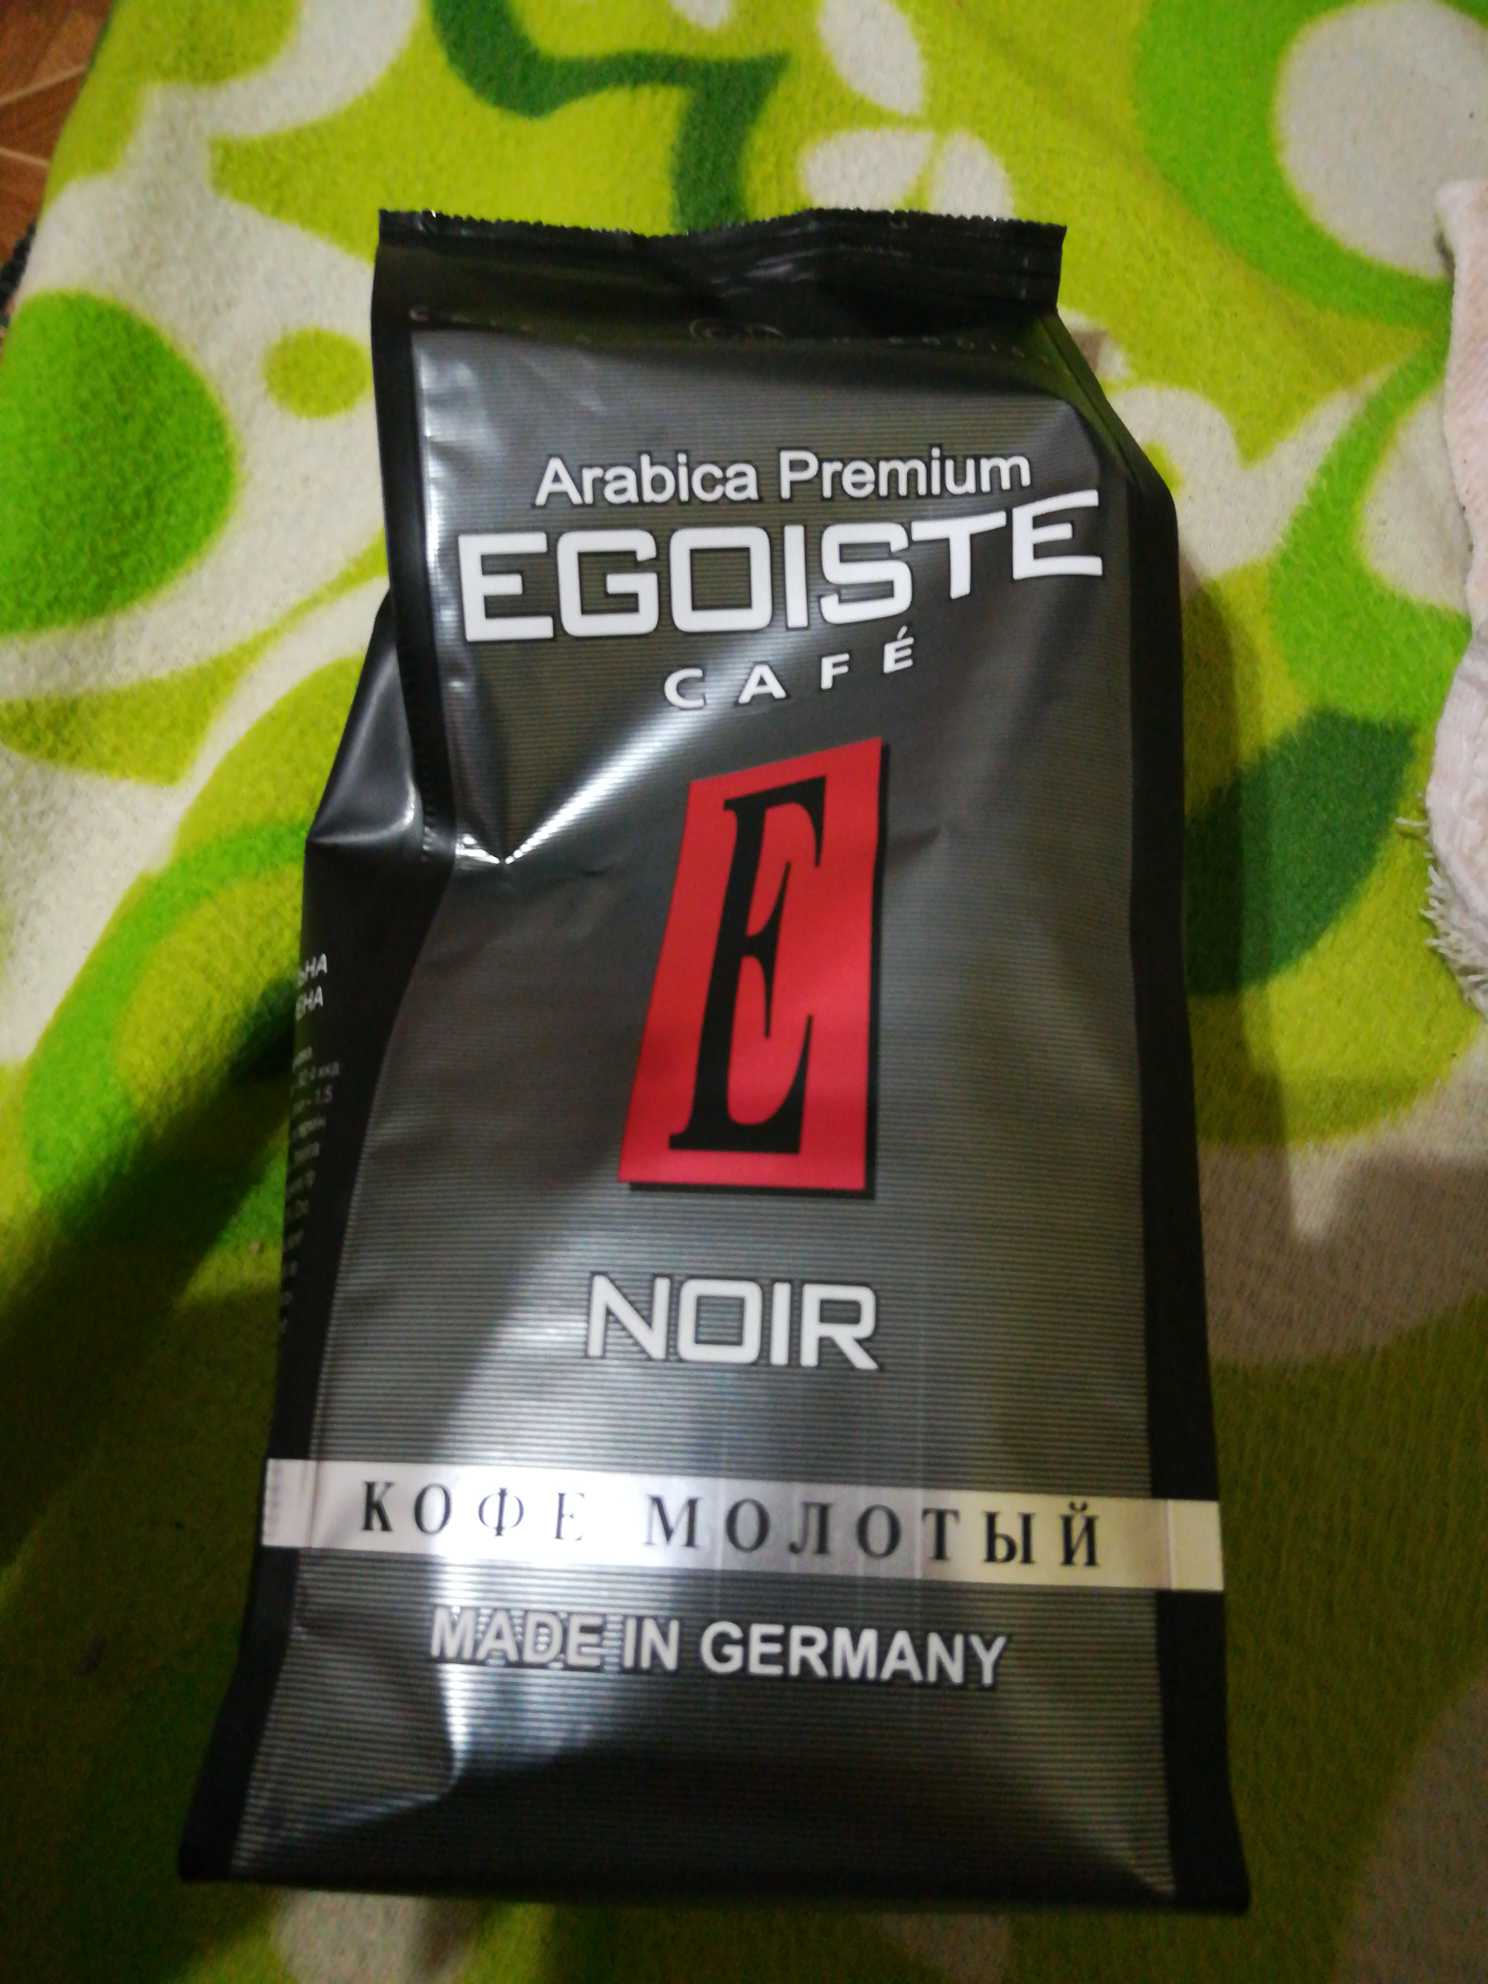 Arabica Premium
EGOISTE
CAFÉ
E
NOIR
КОФЕ МОЛОТЫЙ
MADE IN GERMANY